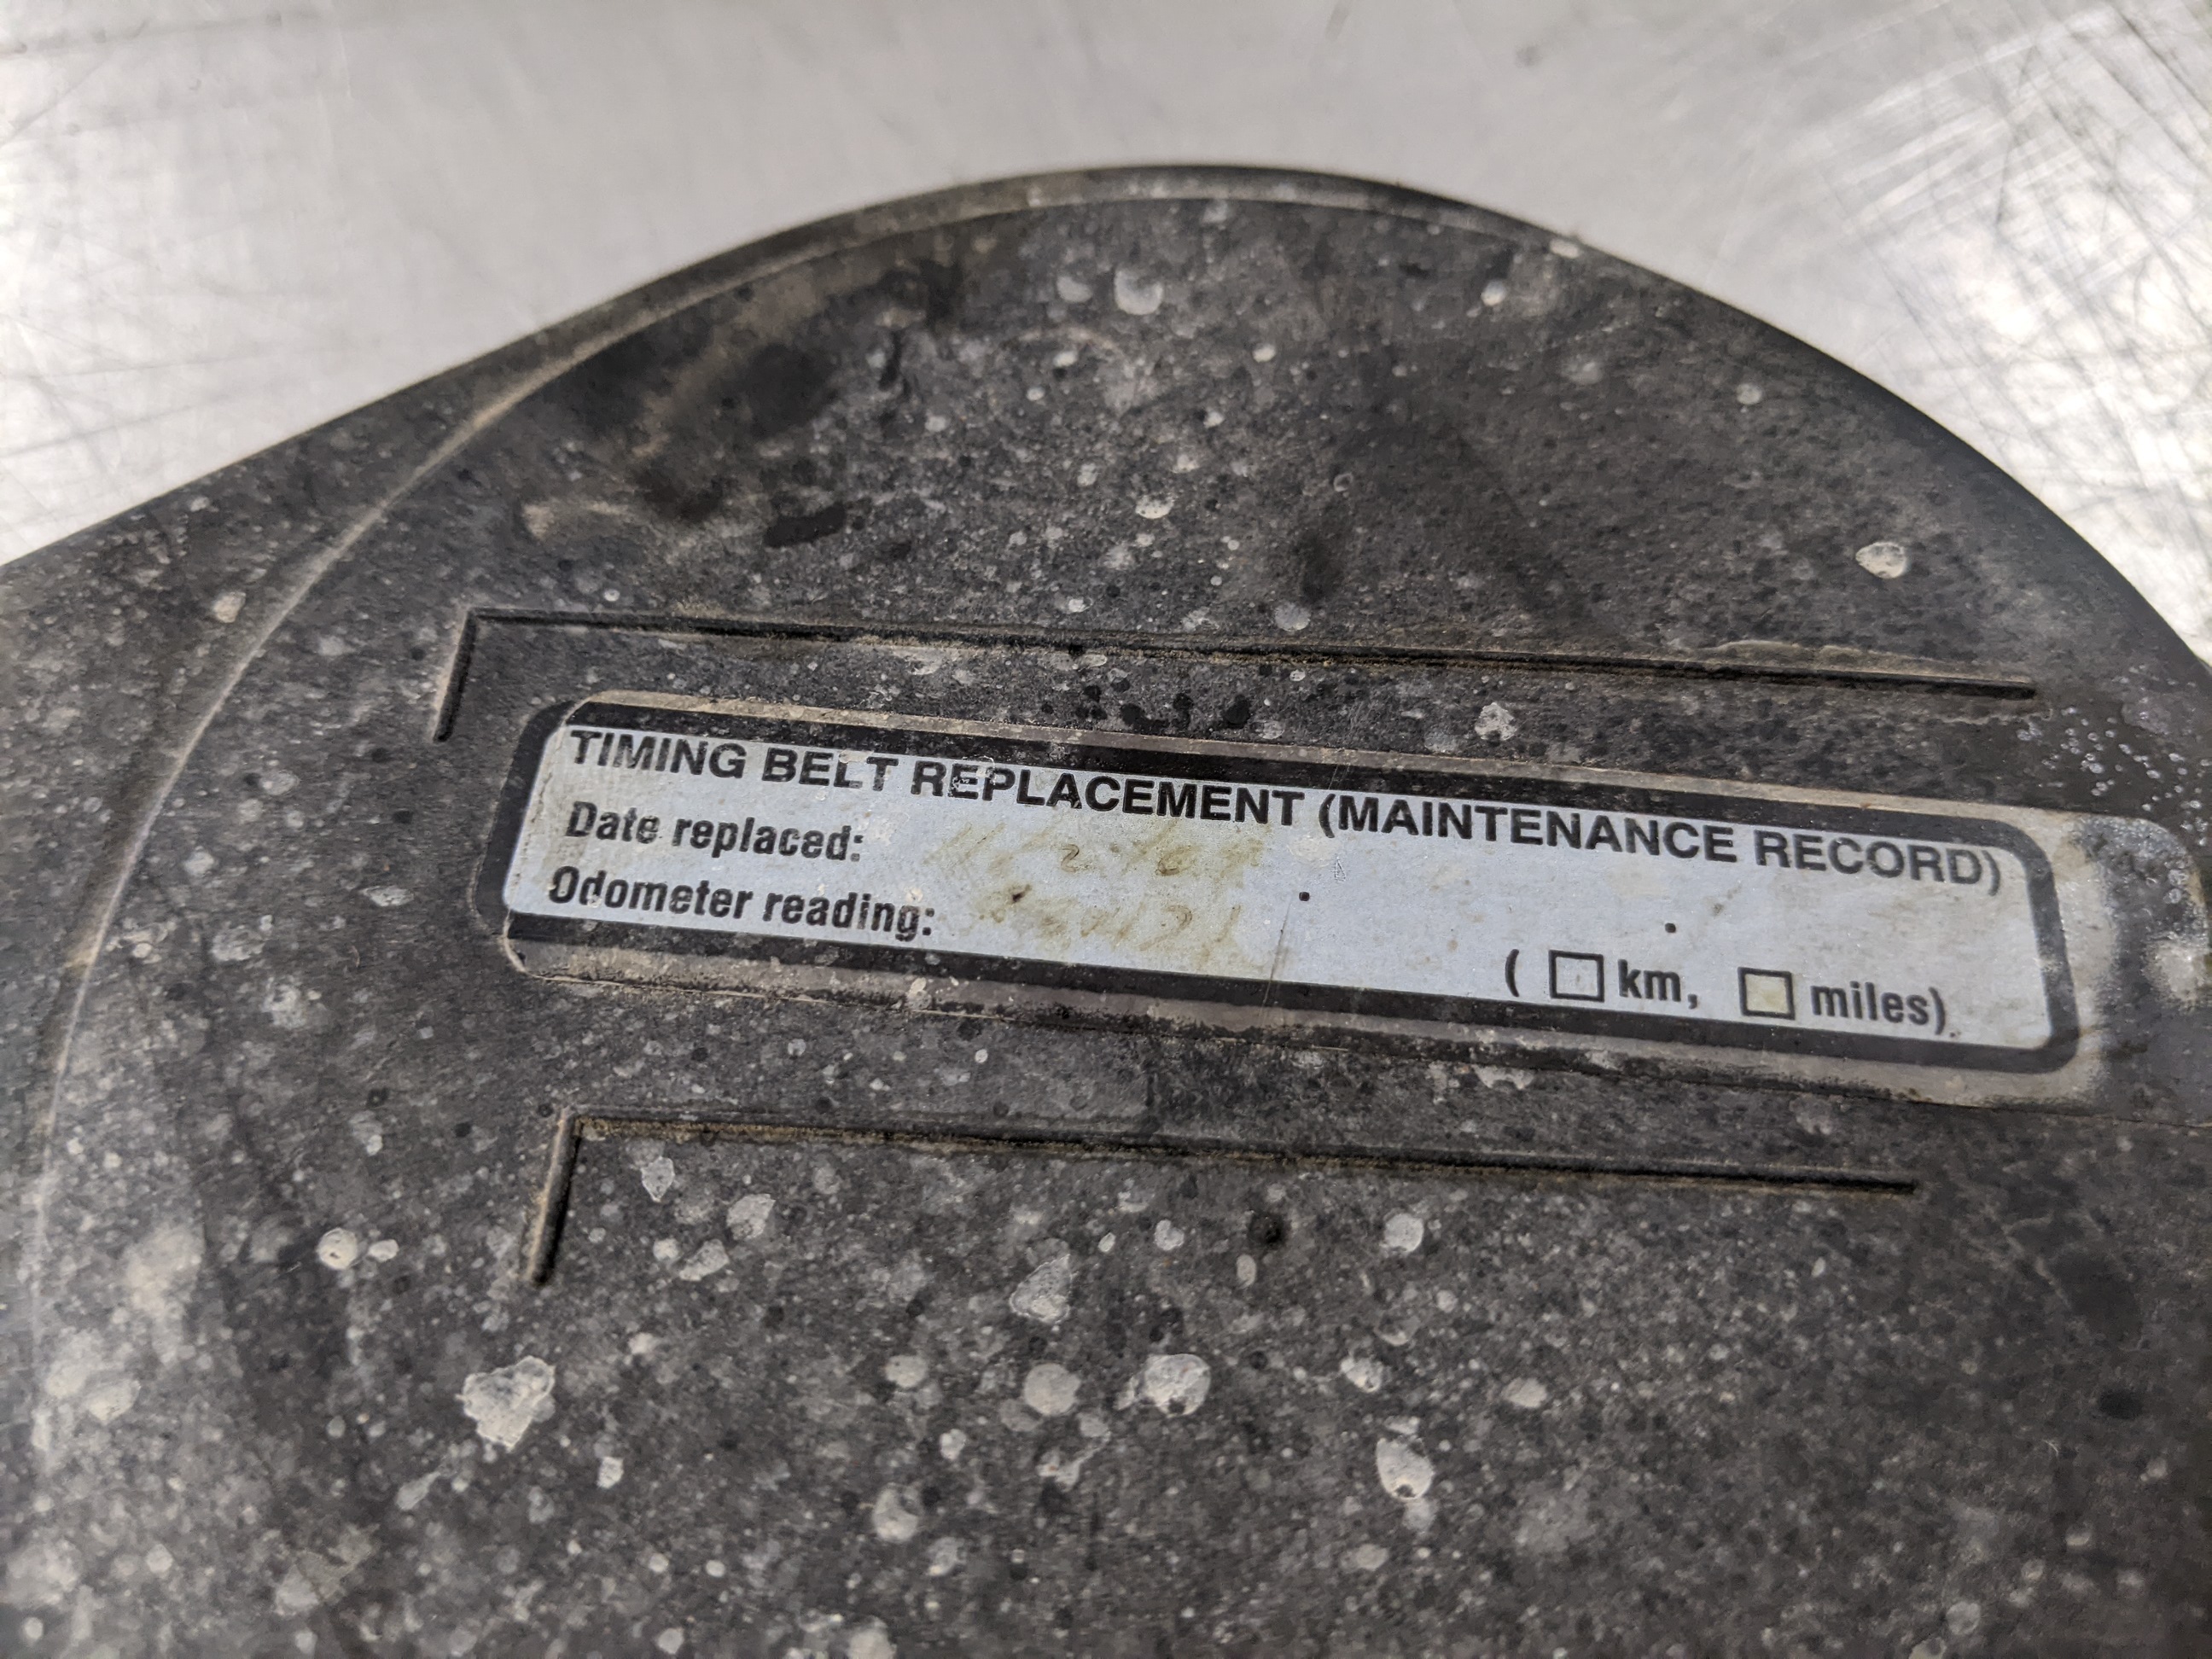 TIMING BELT REPLACEMENT (MAINTENANCE RECORD)
Date replaced:
Odometer reading:
( □ km, □ miles)